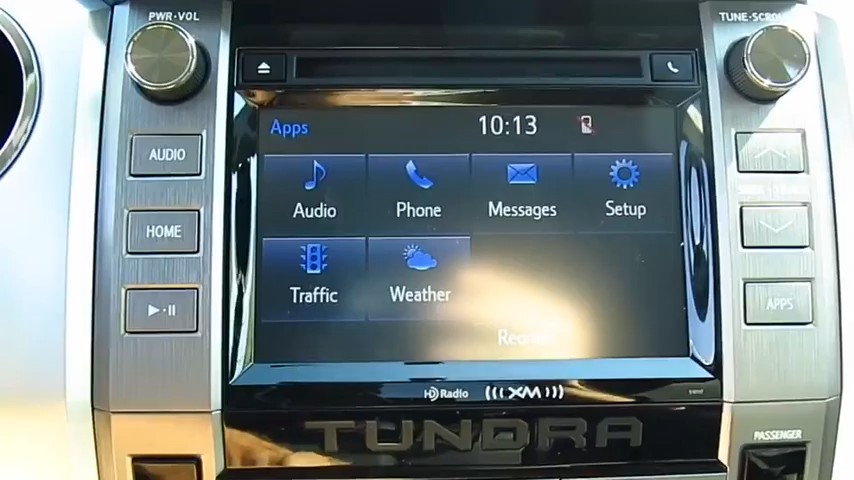 PWR•VOL
TUNE•SCROLL
Apps 10:13
AUDIO
Audio Phone Messages Setup
HOME
Traffic Weather
APPS
HD Radio ((( XM )))
TUNDRA
PASSENGER